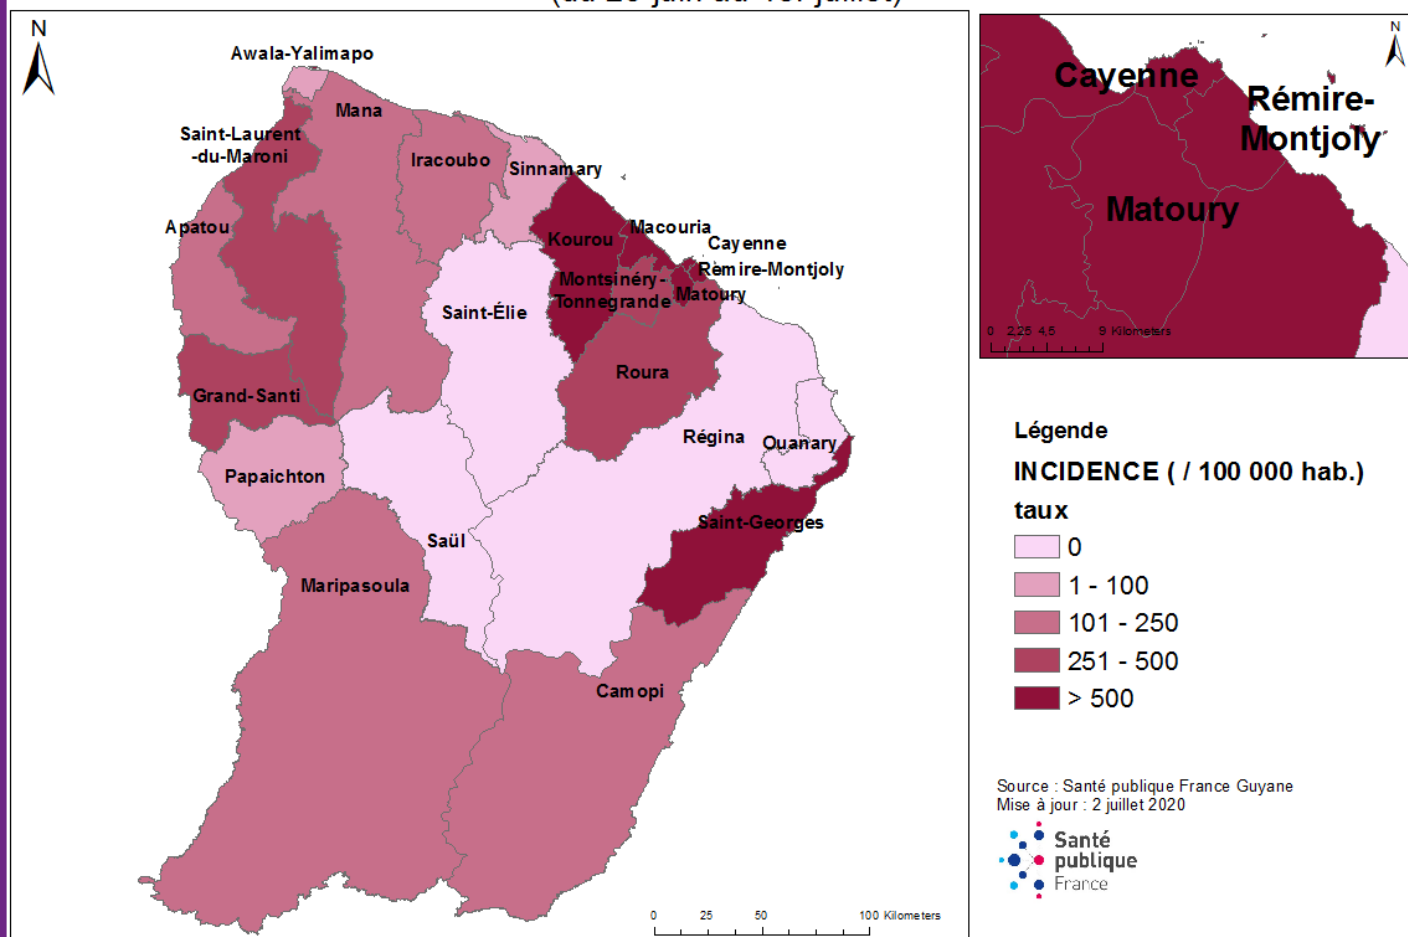 N
Awala-Yalimapo
Mana
Saint-Laurent
-du-Maroni
Iracoubo
Sinnamary
Apatou
Kourou
Macouria
Cayenne
Rémire-Montjoly
Montsinéry-
Tonnegrande
Matoury
Saint-Élie
Roura
Grand-Santi
Régina
Ouanary
Papaichton
Saint-Georges
Saül
Maripasoula
Camopi
0 25 50 100 Kilometers
N
Cayenne
Rémire-
Montjoly
Matoury
0 2,25 4,5 9 Kilometers
Légende
INCIDENCE ( / 100 000 hab.)
taux
0
1 - 100
101 - 250
251 - 500
> 500
Source : Santé publique France Guyane
Mise à jour : 2 juillet 2020
Santé
publique
France